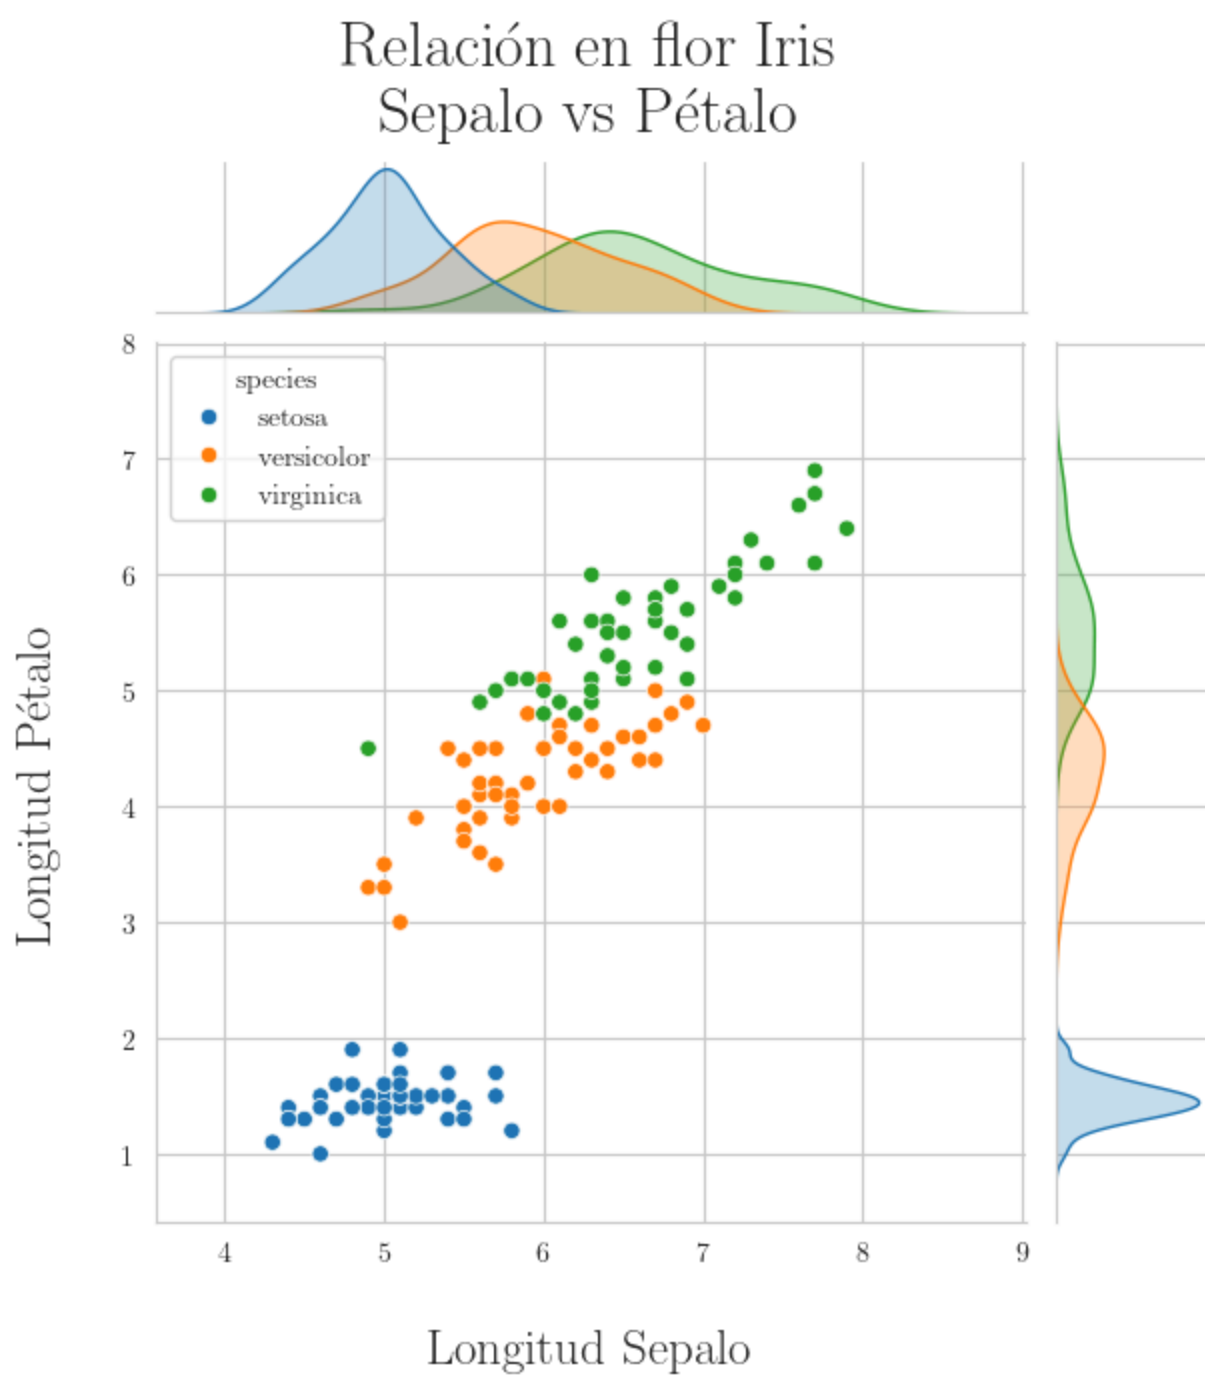 Relación en flor Iris
Sepalo vs Pétalo
species
setosa
versicolor
virginica
8
7
6
5
4
3
2
1
Longitud Pétalo
4 5 6 7 8 9
Longitud Sepalo